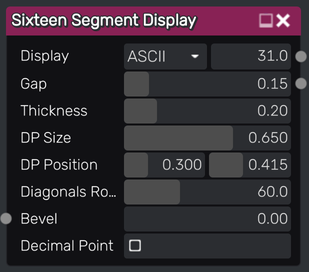 Sixteen Segment Display
Display ASCII 31.0
Gap 0.15
Thickness 0.20
DP Size 0.650
DP Position 0.300 0.415
Diagonals Ro... 60.0
Bevel 0.00
Decimal Point